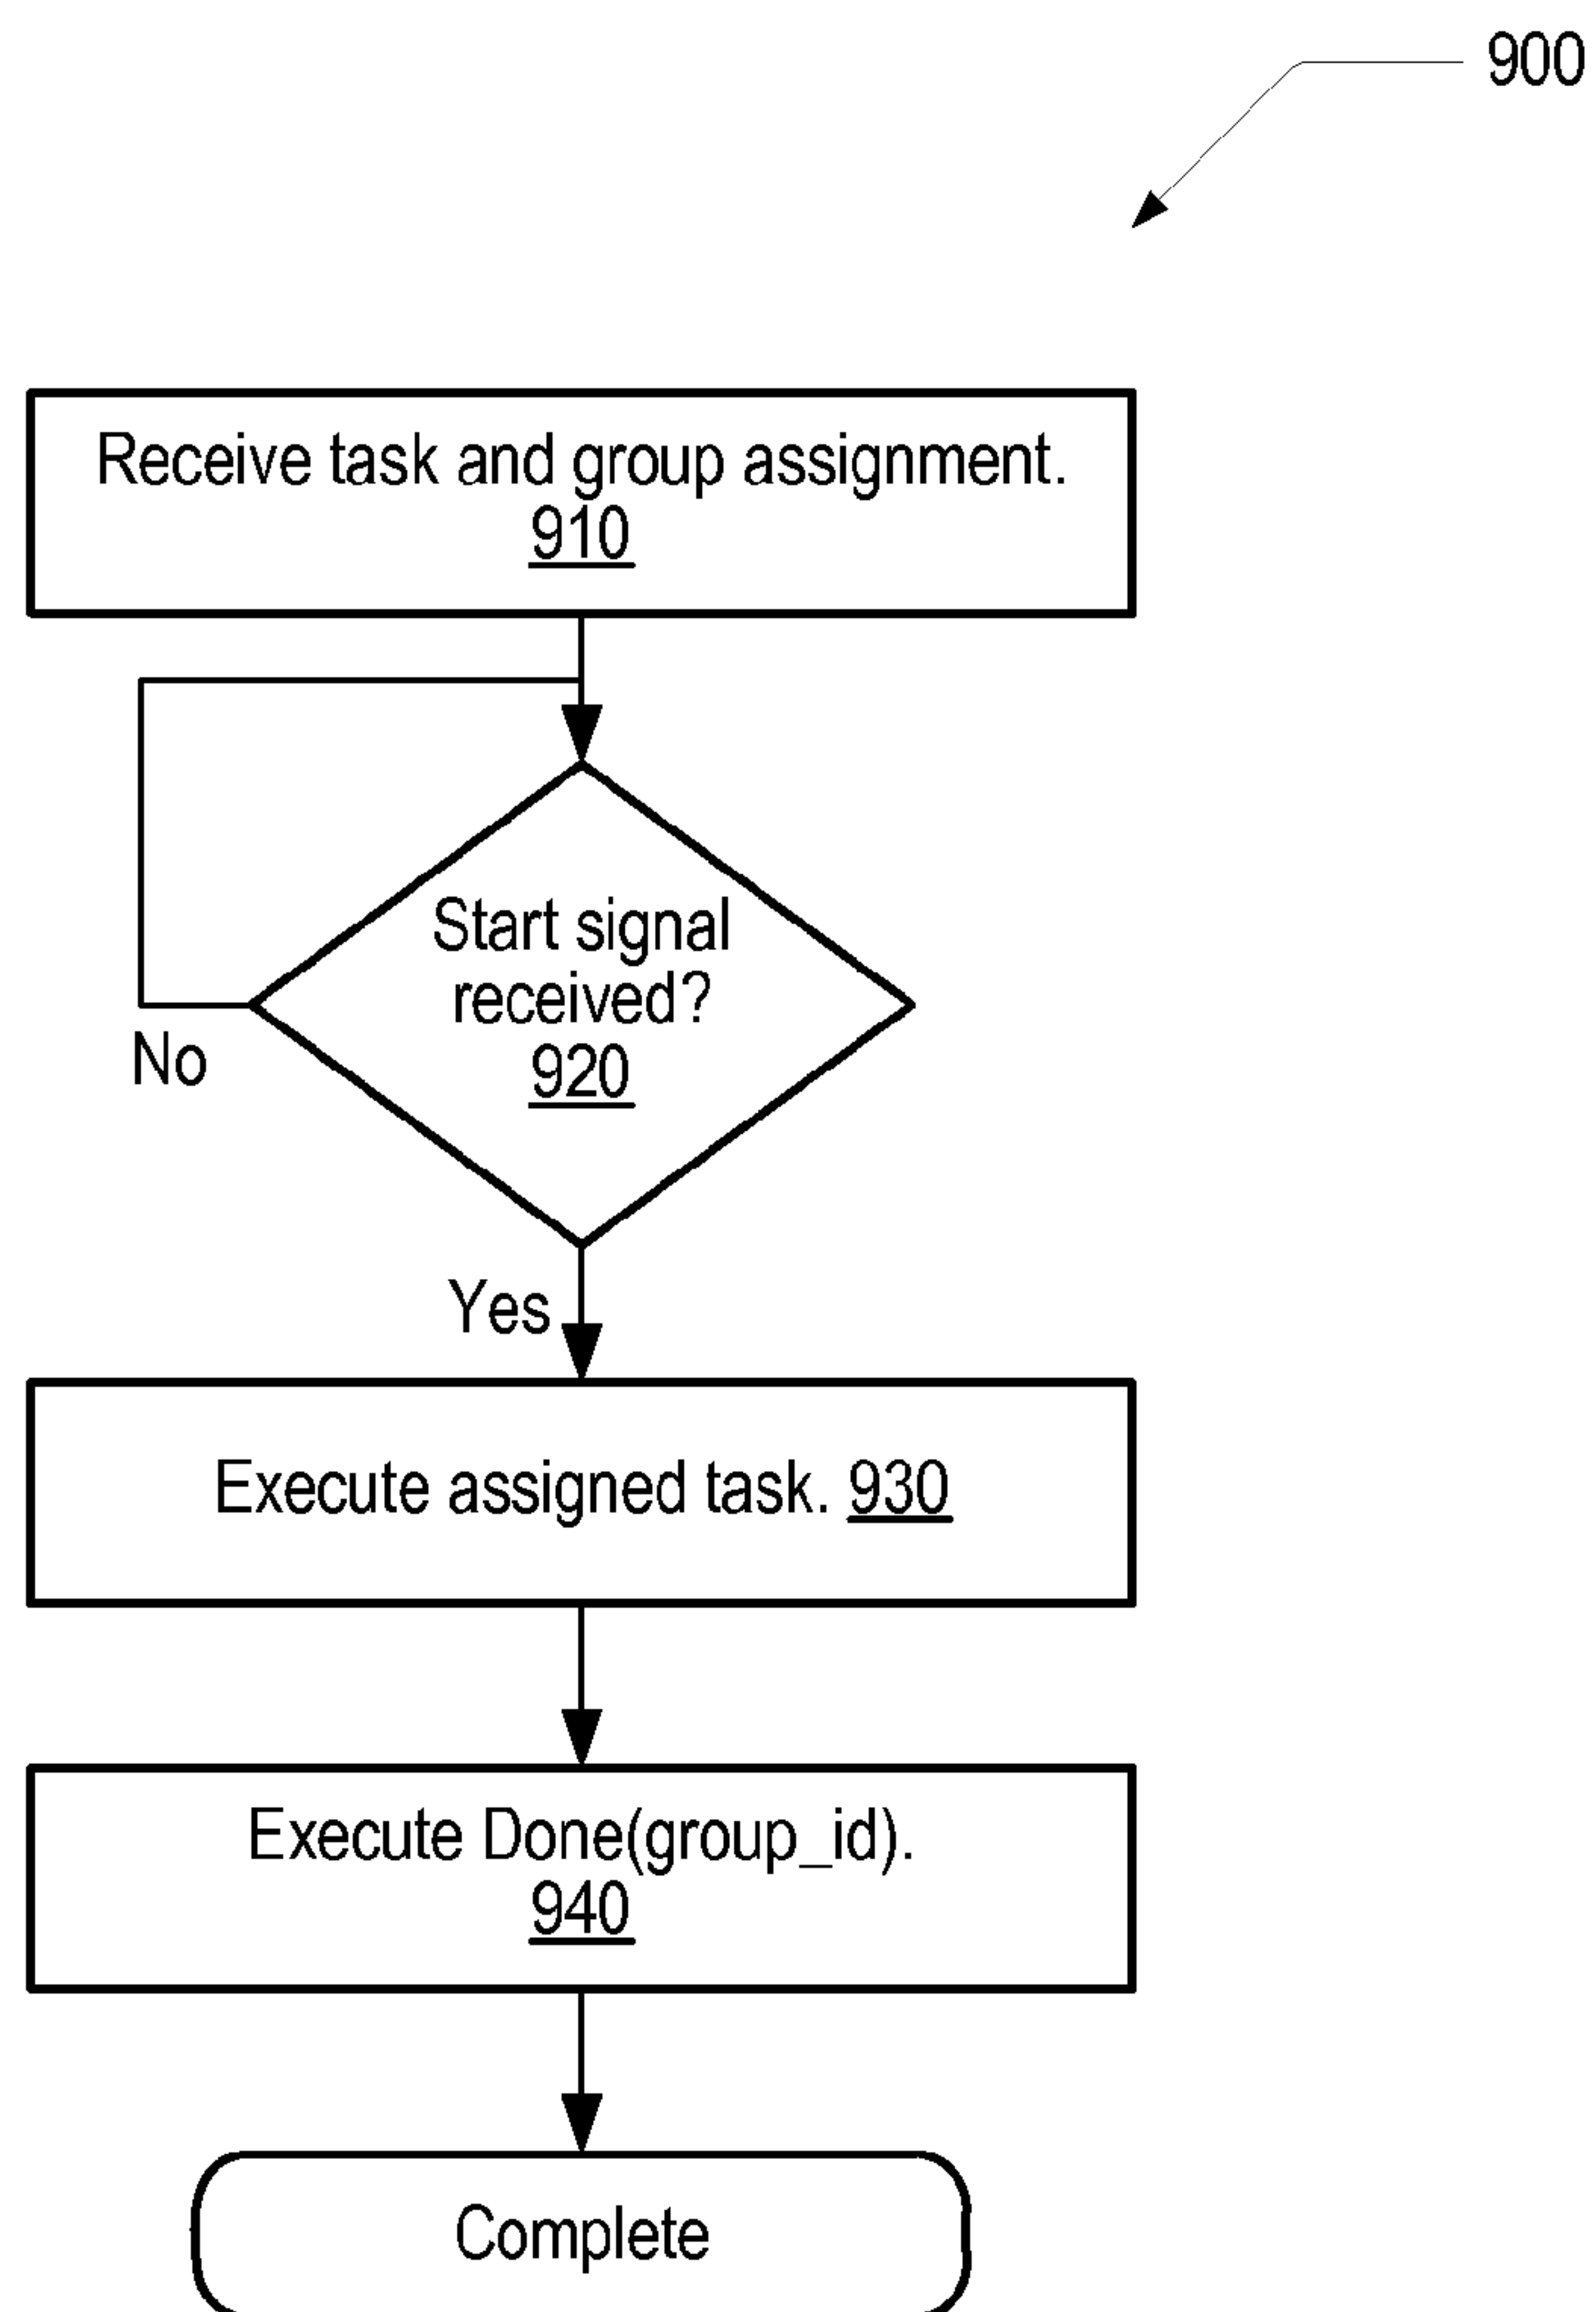 900
Receive task and group assignment.
910
Start signal
received?
920
No
Yes
Execute assigned task. 930
Execute Done(group_id).
940
Complete